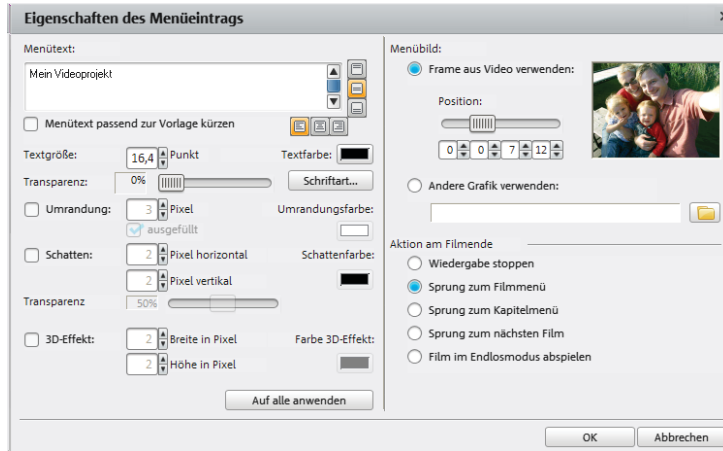 Eigenschaften des Menüeintrags
Menütext:
Mein Videoprojekt
Menütext passend zur Vorlage kürzen
Textgröße: 16,4 Punkt Textfarbe:
Transparenz: 0% Schriftart...
Umrandung: 3 Pixel Umrandungsfarbe:
ausgefüllt
Schatten: 2 Pixel horizontal Schattenfarbe:
2 Pixel vertikal
Transparenz 50%
3D-Effekt: 2 Breite in Pixel Farbe 3D-Effekt:
2 Höhe in Pixel
Auf alle anwenden
Menübild:
Frame aus Video verwenden:
Position:
0 0 7 12
Andere Grafik verwenden:
Aktion am Filmende
Wiedergabe stoppen
Sprung zum Filmmenü
Sprung zum Kapitelmenü
Sprung zum nächsten Film
Film im Endlosmodus abspielen
OK Abbrechen